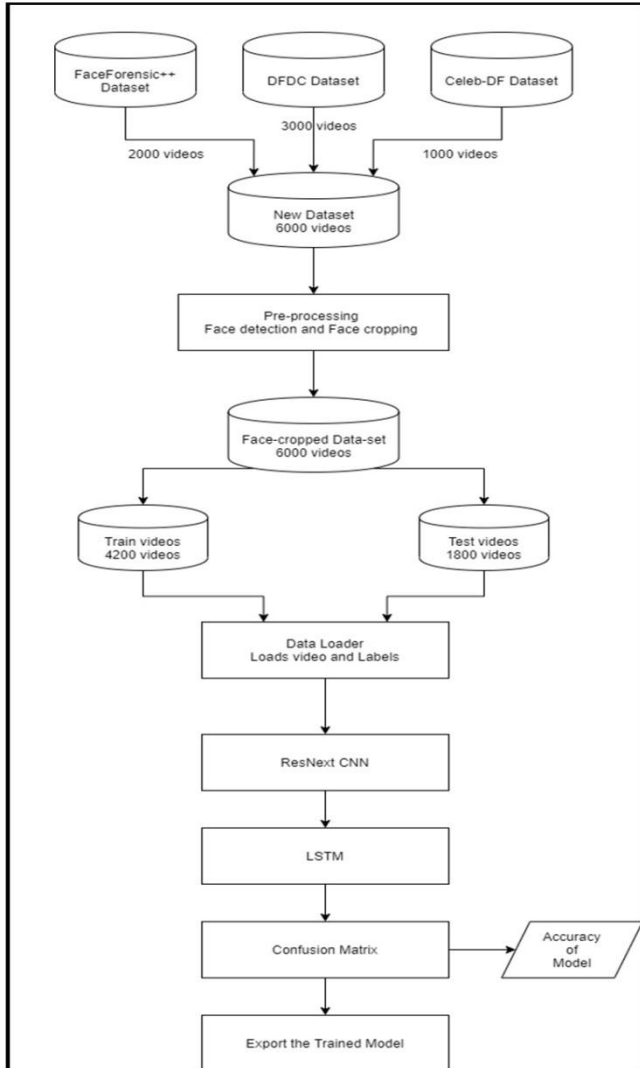 FaceForensic++
Dataset
DFDC Dataset
Celeb-DF Dataset
2000 videos
3000 videos
1000 videos
New Dataset
6000 videos
Pre-processing
Face detection and Face cropping
Face-cropped Data-set
6000 videos
Train videos
4200 videos
Test videos
1800 videos
Data Loader
Loads video and Labels
ResNext CNN
LSTM
Confusion Matrix
Accuracy
of
Model
Export the Trained Model